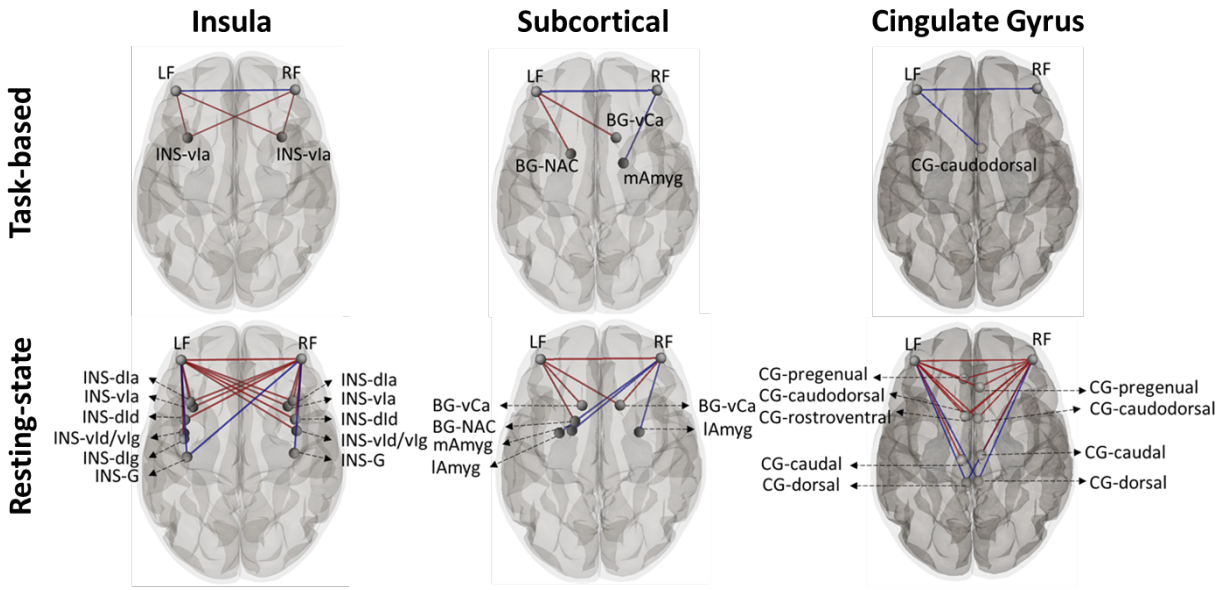 Insula
Subcortical
Cingulate Gyrus
Task-based
LF
RF
INS-vIa
INS-vIa
LF
RF
BG-vCa
BG-NAC
mAmyg
LF
RF
CG-caudodorsal
Resting-state
LF
RF
INS-dIa
INS-vIa
INS-dId
INS-vId/vIg
INS-dIg
INS-G
INS-dIa
INS-vIa
INS-dId
INS-vId/vIg
INS-G
LF
RF
BG-vCa
BG-NAC
mAmyg
lAmyg
BG-vCa
lAmyg
LF
RF
CG-pregenual
CG-caudodorsal
CG-rostroventral
CG-caudal
CG-dorsal
CG-pregenual
CG-caudodorsal
CG-caudal
CG-dorsal